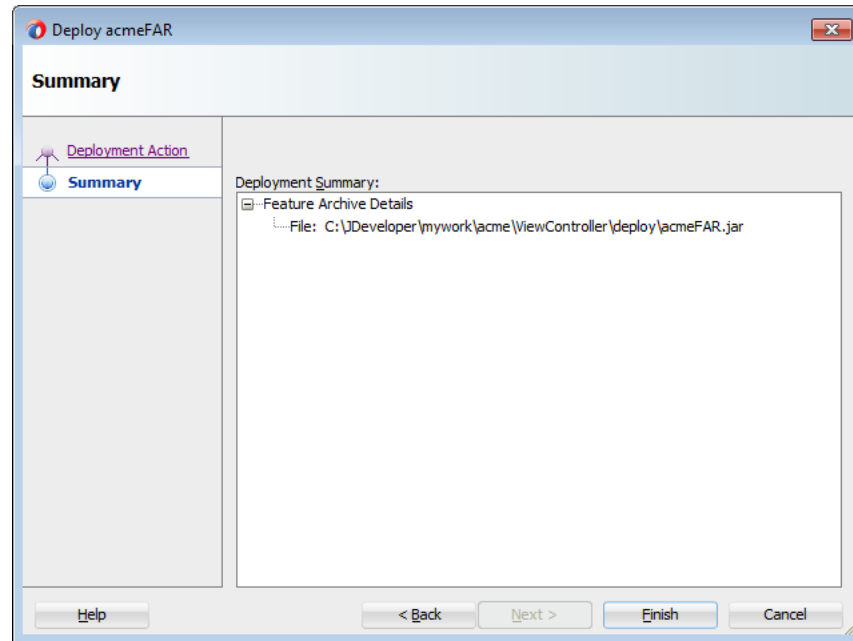 Deploy acmeFAR
Summary
Deployment Action
Summary
Deployment Summary:
Feature Archive Details
File: C:\JDeveloper\mywork\acme\ViewController\deploy\acmeFAR.jar
Help
< Back
Next >
Finish
Cancel